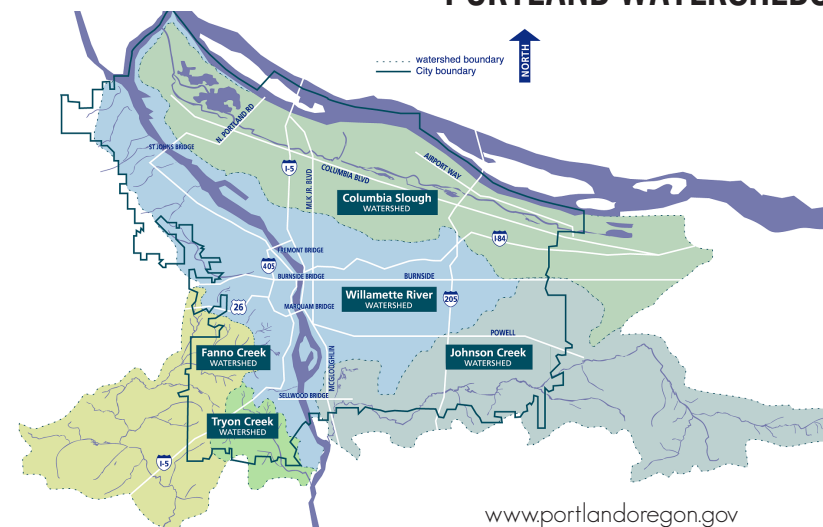 PORTLAND WATERSHEDS
watershed boundary
City boundary
NORTH
N. PORTLAND RD
ST JOHNS BRIDGE
I-5
MLK JR. BLVD
COLUMBIA BLVD
AIRPORT WAY
Columbia Slough
WATERSHED
I-84
FREMONT BRIDGE
405
BURNSIDE BRIDGE
BURNSIDE
Willamette River
WATERSHED
205
26
MARQUAM BRIDGE
POWELL
Fanno Creek
WATERSHED
Johnson Creek
WATERSHED
MCGLOUGHLIN
SELLWOOD BRIDGE
Tryon Creek
WATERSHED
I-5
www.portlandoregon.gov